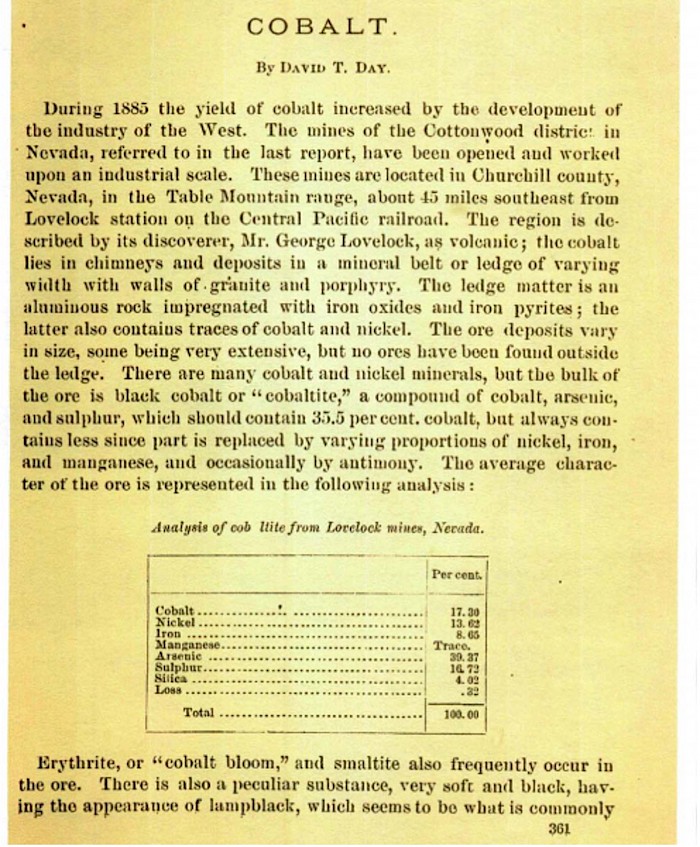 COBALT.
By DAVID T. DAY.
During 1885 the yield of cobalt increased by the development of
the industry of the West. The mines of the Cottonwood district in
Nevada, referred to in the last report, have been opened and worked
upon an industrial scale. These mines are located in Churchill county,
Nevada, in the Table Mountain range, about 45 miles southeast from
Lovelock station on the Central Pacific railroad. The region is de-
scribed by its discoverer, Mr. George Lovelock, as volcanic; the cobalt
lies in chimneys and deposits in a mineral belt or ledge of varying
width with walls of granite and porphyry. The ledge matter is an
aluminous rock impregnated with iron oxides and iron pyrites; the
latter also contains traces of cobalt and nickel. The ore deposits vary
in size, some being very extensive, but no ores have been found outside
the ledge. There are many cobalt and nickel minerals, but the bulk of
the ore is black cobalt or "cobaltite," a compound of cobalt, arsenic,
and sulphur, which should contain 35.5 per cent. cobalt, but always con-
tains less since part is replaced by varying proportions of nickel, iron,
and manganese, and occasionally by antimony. The average charac-
ter of the ore is represented in the following analysis:
Analysis of cob ltite from Lovelock mines, Nevada.
Per cent.
Cobalt 17.30
Nickel 13.62
Iron 8.65
Manganese Trace.
Arsenic 39.37
Sulphur 16.72
Silica 4.02
Loss .32
Total 100.00
Erythrite, or "cobalt bloom," and smaltite also frequently occur in
the ore. There is also a peculiar substance, very soft and black, hav-
ing the appearance of lampblack, which seems to be what is commonly
361